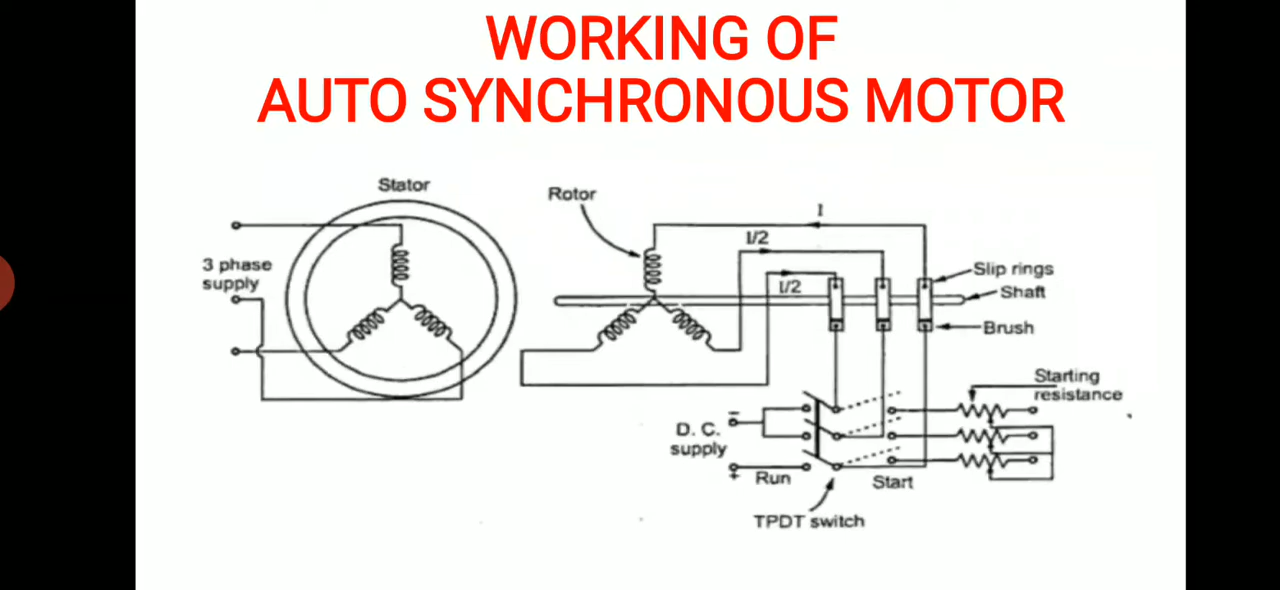 WORKING OF
AUTO SYNCHRONOUS MOTOR
Stator
Rotor
I
I/2
I/2
3 phase
supply
Slip rings
Shaft
Brush
Starting
resistance
D. C.
supply
−
+
Run
Start
TPDT switch